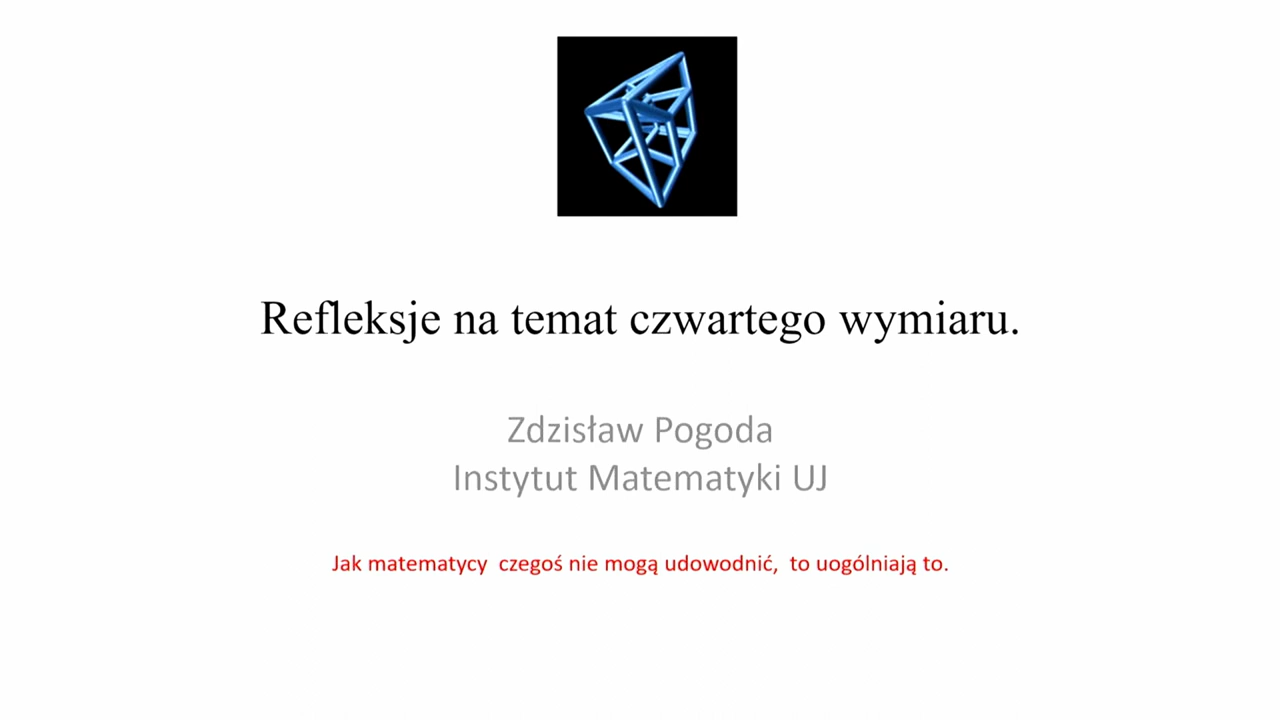 Refleksje na temat czwartego wymiaru.
Zdzisław Pogoda
Instytut Matematyki UJ
Jak matematycy czegoś nie mogą udowodnić, to uogólniają to.